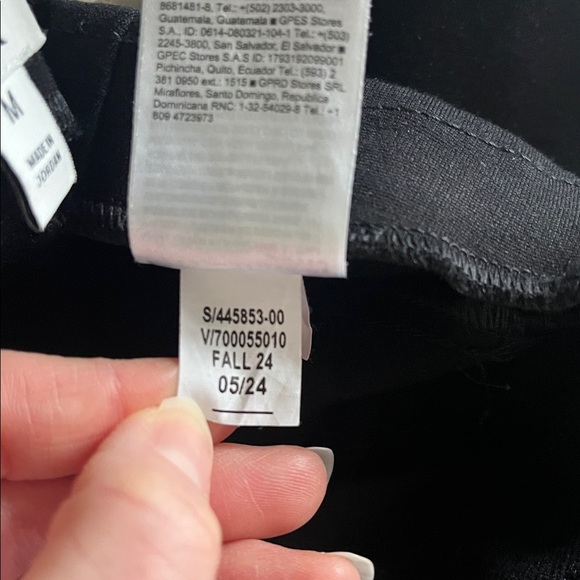 8681481-8, Tel.: +(502) 2303-3000,
Guatemala, Guatemala ■ GPES Stores
S.A., ID: 0614-080321-104-1 Tel.: +(503)
2245-3800, San Salvador, El Salvador ■
GPEC Stores S.A.S ID: 1793192099001
Pichincha, Quito, Ecuador Tel.: (593) 2
381 0950 ext.: 1515 ■ GPRD Stores SRL
Miraflores, Santo Domingo, Republica
Dominicana RNC: 1-32-54029-8 Tel.: +1
809 4723973
M
MADE IN
JORDAN
S/445853-00
V/700055010
FALL 24
05/24